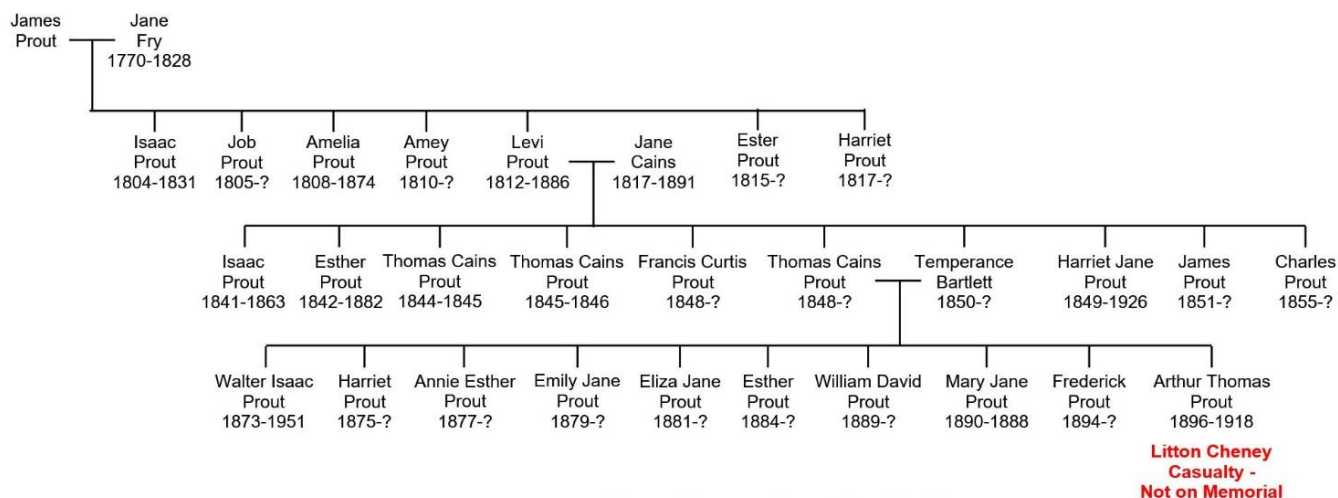 James
Prout
Jane
Fry
1770-1828
Isaac
Prout
1804-1831
Job
Prout
1805-?
Amelia
Prout
1808-1874
Amey
Prout
1810-?
Levi
Prout
1812-1886
Jane
Cains
1817-1891
Ester
Prout
1815-?
Harriet
Prout
1817-?
Isaac
Prout
1841-1863
Esther
Prout
1842-1882
Thomas Cains
Prout
1844-1845
Thomas Cains
Prout
1845-1846
Francis Curtis
Prout
1848-?
Thomas Cains
Prout
1848-?
Temperance
Bartlett
1850-?
Harriet Jane
Prout
1849-1926
James
Prout
1851-?
Charles
Prout
1855-?
Walter Isaac
Prout
1873-1951
Harriet
Prout
1875-?
Annie Esther
Prout
1877-?
Emily Jane
Prout
1879-?
Eliza Jane
Prout
1881-?
Esther
Prout
1884-?
William David
Prout
1889-?
Mary Jane
Prout
1890-1888
Frederick
Prout
1894-?
Arthur Thomas
Prout
1896-1918
Litton Cheney
Casualty -
Not on Memorial